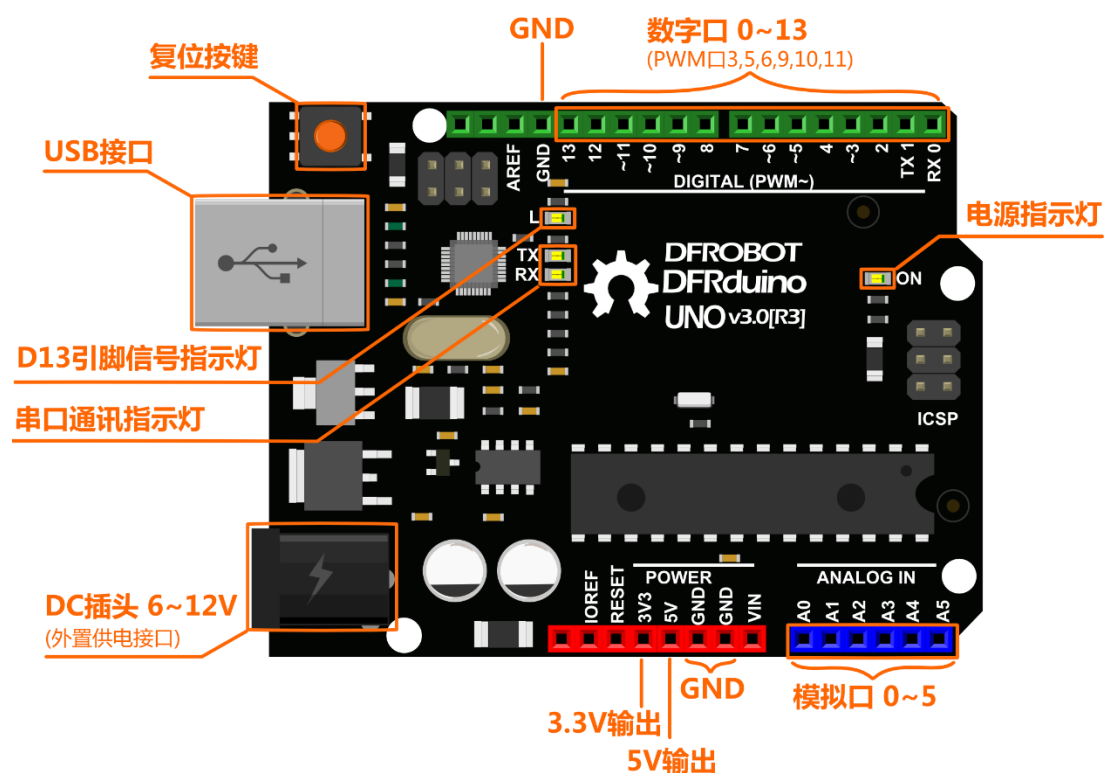 GND
数字口 0~13
(PWM口3,5,6,9,10,11)
复位按键
USB接口
AREF
GND
13
12
~11
~10
~9
8
7
~6
~5
4
~3
2
TX 1
RX 0
DIGITAL (PWM~)
L
TX
RX
电源指示灯
ON
DFROBOT
DFRduino
UNO v3.0[R3]
D13引脚信号指示灯
串口通讯指示灯
ICSP
DC插头 6~12V
(外置供电接口)
POWER
ANALOG IN
IOREF
RESET
3V3
5V
GND
GND
VIN
A0
A1
A2
A3
A4
A5
GND
模拟口 0~5
3.3V输出
5V输出